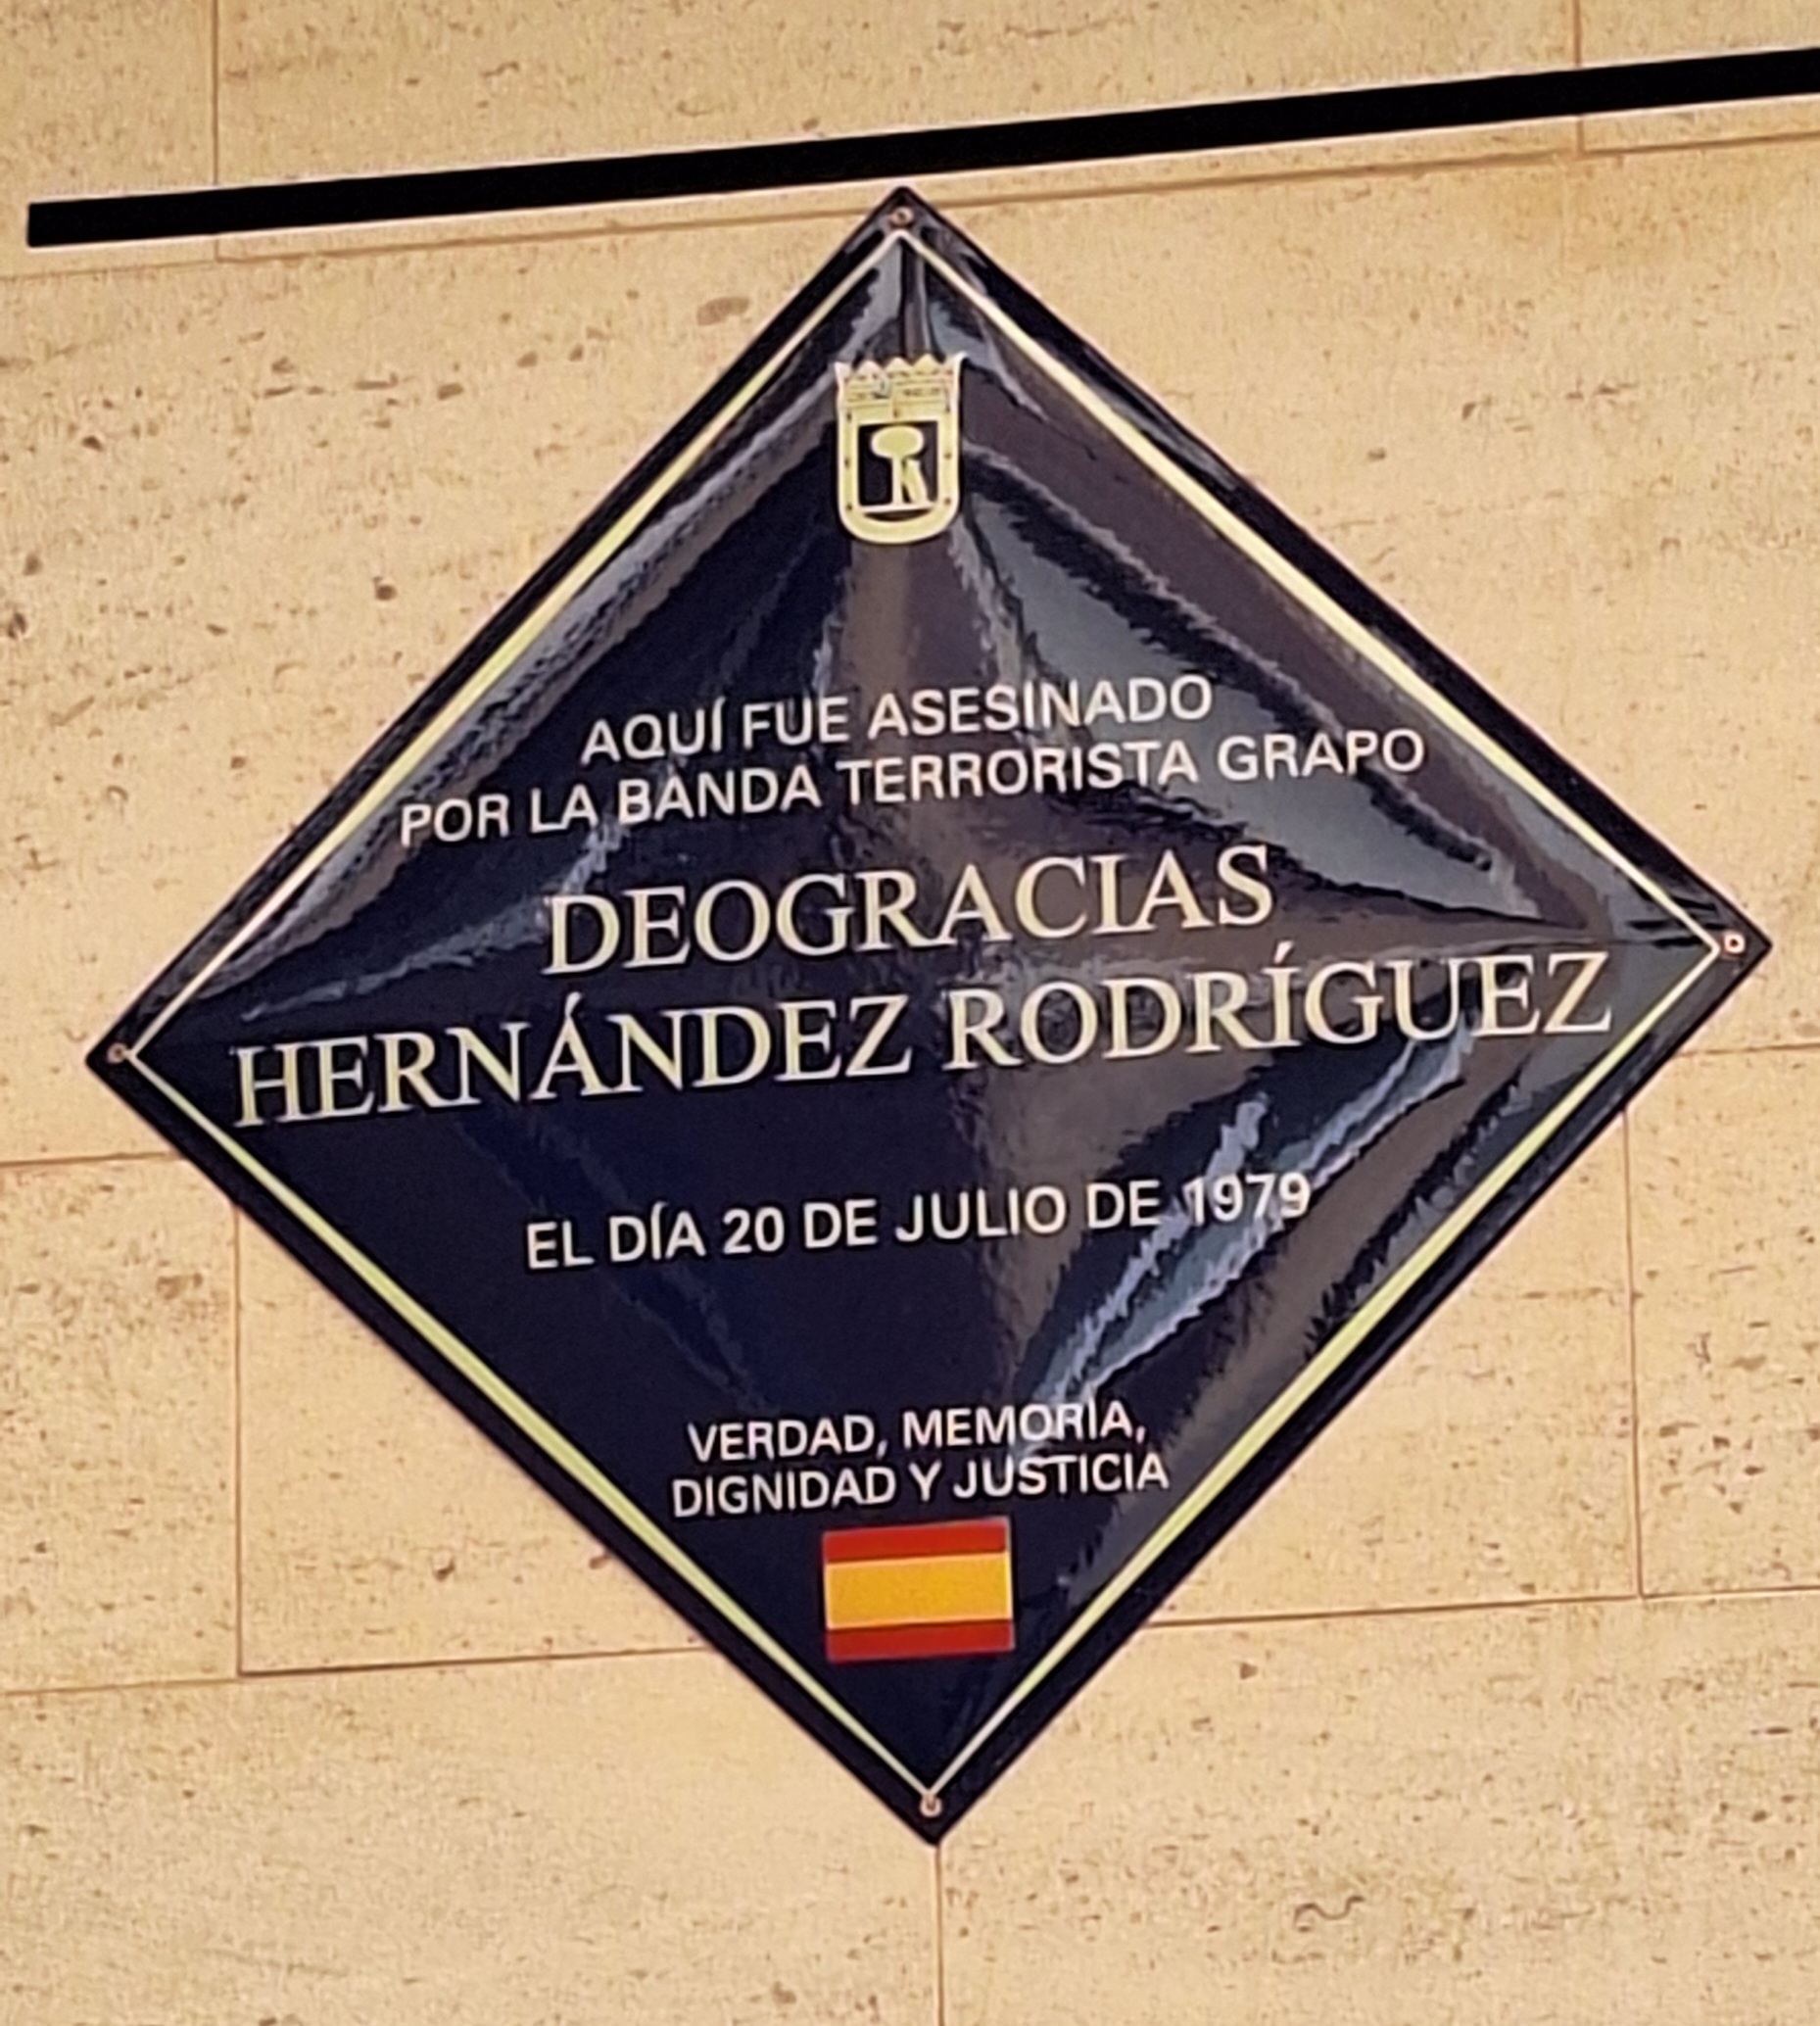 AQUÍ FUE ASESINADO
POR LA BANDA TERRORISTA GRAPO
DEOGRACIAS
HERNÁNDEZ RODRÍGUEZ
EL DÍA 20 DE JULIO DE 1979
VERDAD, MEMORIA,
DIGNIDAD Y JUSTICIA